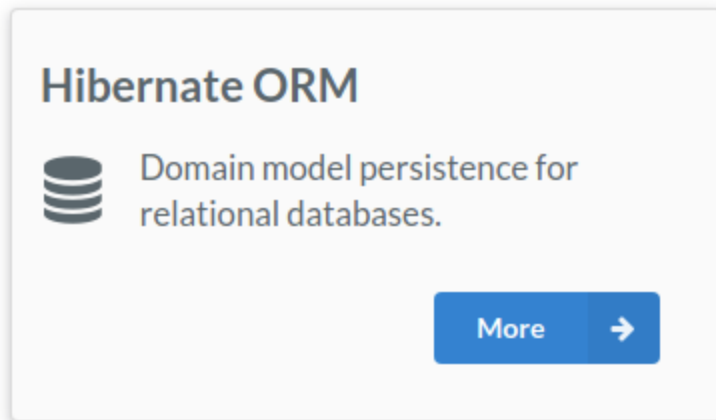 Hibernate ORM
Domain model persistence for
relational databases.
More